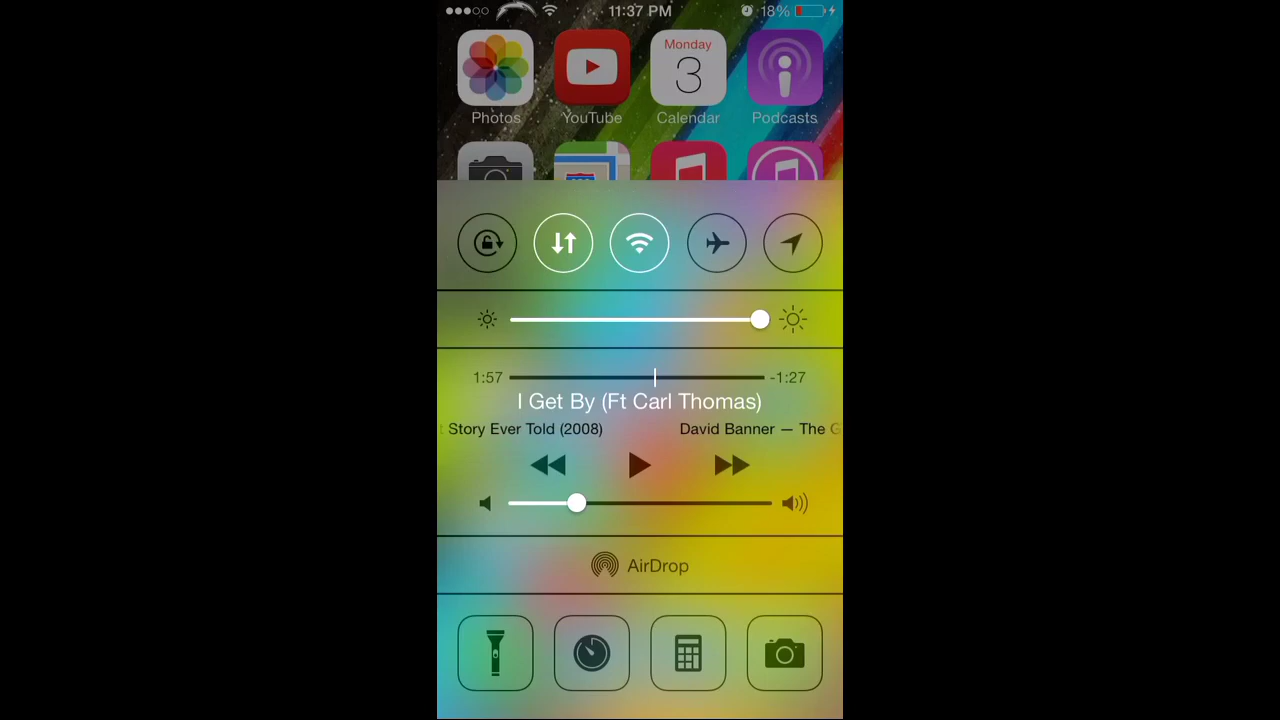 11:37 PM 18%
Monday
3
Photos YouTube Calendar Podcasts
1:57 -1:27
I Get By (Ft Carl Thomas)
t Story Ever Told (2008) David Banner — The G
AirDrop